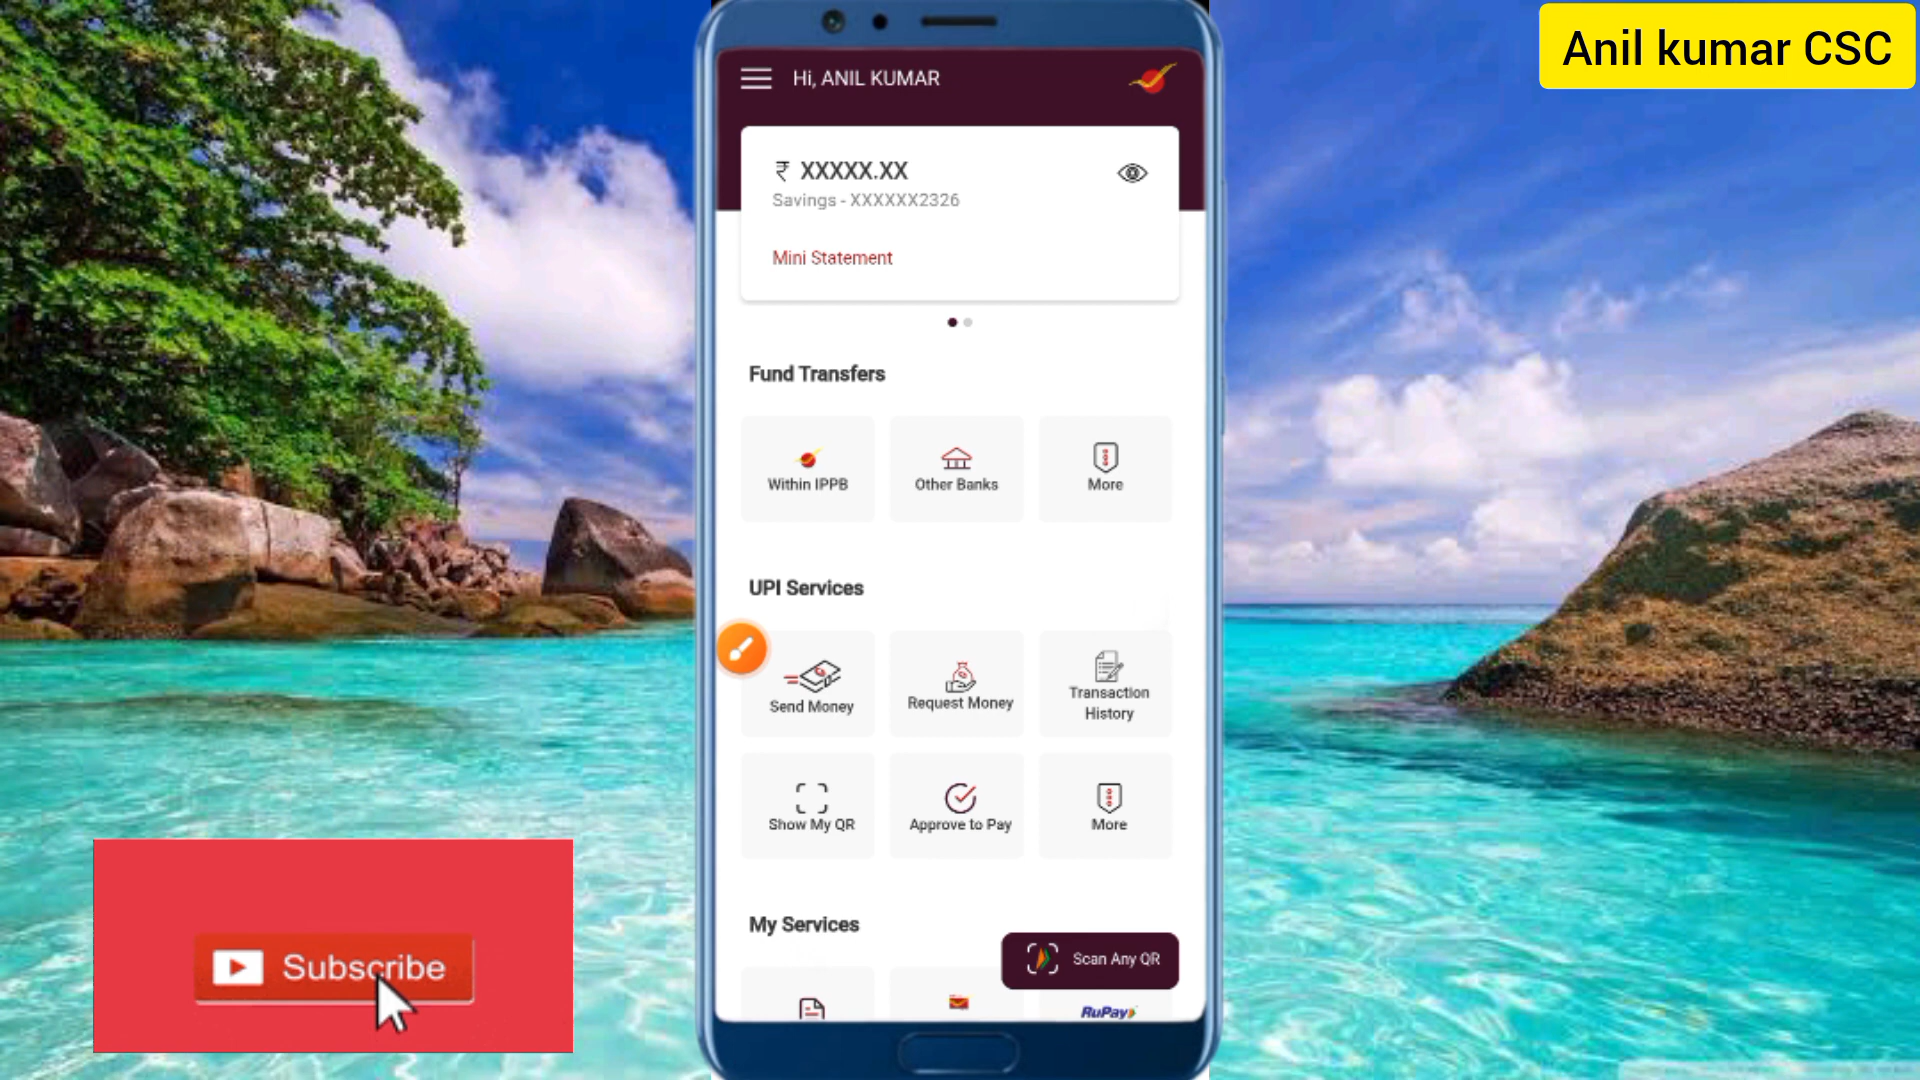 Anil kumar CSC
Hi, ANIL KUMAR
₹ XXXXX.XX
Savings - XXXXXX2326
Mini Statement
Fund Transfers
Within IPPB
Other Banks
More
UPI Services
Send Money
Request Money
Transaction
History
Show My QR
Approve to Pay
More
My Services
Scan Any QR
RuPay
Subscribe